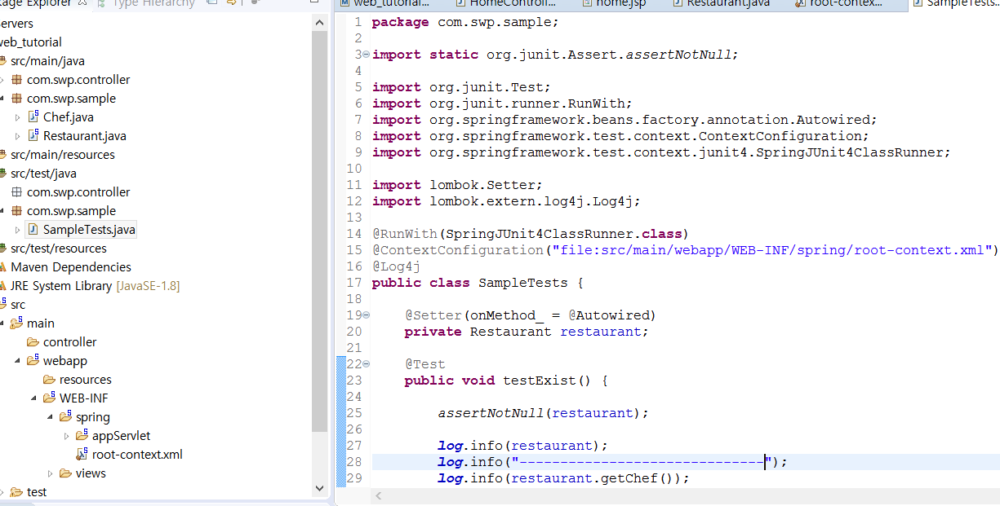 Explorer
Type Hierarchy
web_tutorial...
HomeControll...
home.jsp
Restaurant.java
root-contex...
SampleTests...
web_tutorial
src/main/java
com.swp.controller
com.swp.sample
Chef.java
Restaurant.java
src/main/resources
src/test/java
com.swp.controller
com.swp.sample
SampleTests.java
src/test/resources
Maven Dependencies
JRE System Library [JavaSE-1.8]
src
main
controller
webapp
resources
WEB-INF
spring
appServlet
root-context.xml
views
test
1 package com.swp.sample;
2
3 import static org.junit.Assert.assertNotNull;
4
5 import org.junit.Test;
6 import org.junit.runner.RunWith;
7 import org.springframework.beans.factory.annotation.Autowired;
8 import org.springframework.test.context.ContextConfiguration;
9 import org.springframework.test.context.junit4.SpringJUnit4ClassRunner;
10
11 import lombok.Setter;
12 import lombok.extern.log4j.Log4j;
13
14 @RunWith(SpringJUnit4ClassRunner.class)
15 @ContextConfiguration("file:src/main/webapp/WEB-INF/spring/root-context.xml")
16 @Log4j
17 public class SampleTests {
18
19 @Setter(onMethod_ = @Autowired)
20 private Restaurant restaurant;
21
22 @Test
23 public void testExist() {
24
25 assertNotNull(restaurant);
26
27 log.info(restaurant);
28 log.info("------------------------------");
29 log.info(restaurant.getChef());